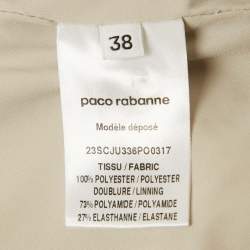 38
paco rabanne
Modèle déposé
23SCJU336PO0317
TISSU / FABRIC
100% POLYESTER / POLYESTER
DOUBLURE / LINNING
73% POLYAMIDE / POLYAMIDE
27% ELASTHANNE / ELASTANE